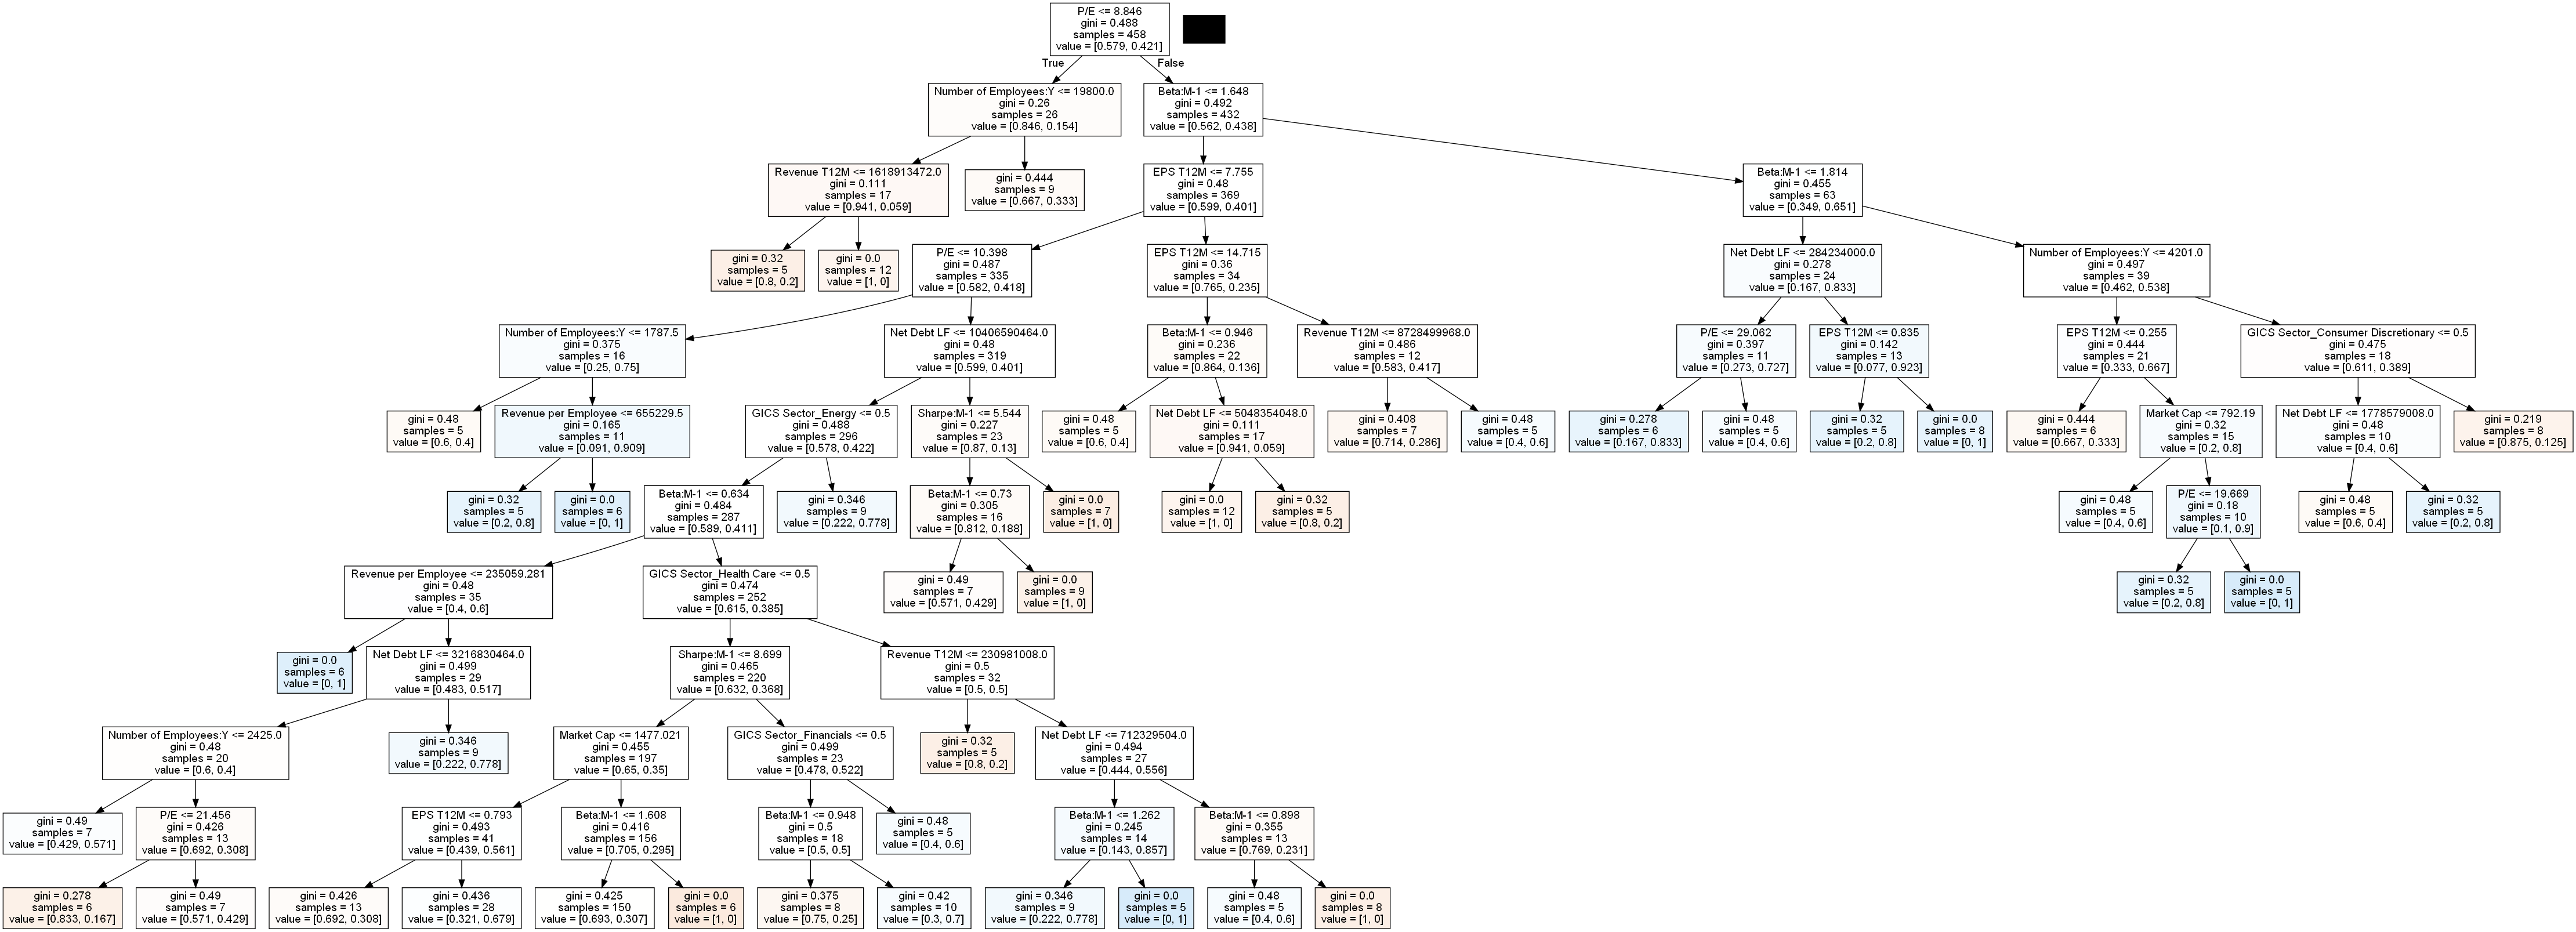 P/E <= 8.846
gini = 0.488
samples = 458
value = [0.579, 0.421]
True
False
Number of Employees:Y <= 19800.0
gini = 0.26
samples = 26
value = [0.846, 0.154]
Beta:M-1 <= 1.648
gini = 0.492
samples = 432
value = [0.562, 0.438]
Revenue T12M <= 1618913472.0
gini = 0.111
samples = 17
value = [0.941, 0.059]
gini = 0.444
samples = 9
value = [0.667, 0.333]
EPS T12M <= 7.755
gini = 0.48
samples = 369
value = [0.599, 0.401]
Beta:M-1 <= 1.814
gini = 0.455
samples = 63
value = [0.349, 0.651]
gini = 0.32
samples = 5
value = [0.8, 0.2]
gini = 0.0
samples = 12
value = [1, 0]
P/E <= 10.398
gini = 0.487
samples = 335
value = [0.582, 0.418]
EPS T12M <= 14.715
gini = 0.36
samples = 34
value = [0.765, 0.235]
Net Debt LF <= 284234000.0
gini = 0.278
samples = 24
value = [0.167, 0.833]
Number of Employees:Y <= 4201.0
gini = 0.497
samples = 39
value = [0.462, 0.538]
Number of Employees:Y <= 1787.5
gini = 0.375
samples = 16
value = [0.25, 0.75]
Net Debt LF <= 10406590464.0
gini = 0.48
samples = 319
value = [0.599, 0.401]
Beta:M-1 <= 0.946
gini = 0.236
samples = 22
value = [0.864, 0.136]
Revenue T12M <= 8728499968.0
gini = 0.486
samples = 12
value = [0.583, 0.417]
P/E <= 29.062
gini = 0.397
samples = 11
value = [0.273, 0.727]
EPS T12M <= 0.835
gini = 0.142
samples = 13
value = [0.077, 0.923]
EPS T12M <= 0.255
gini = 0.444
samples = 21
value = [0.333, 0.667]
GICS Sector_Consumer Discretionary <= 0.5
gini = 0.475
samples = 18
value = [0.611, 0.389]
gini = 0.48
samples = 5
value = [0.6, 0.4]
Revenue per Employee <= 655229.5
gini = 0.165
samples = 11
value = [0.091, 0.909]
GICS Sector_Energy <= 0.5
gini = 0.488
samples = 296
value = [0.578, 0.422]
Sharpe:M-1 <= 5.544
gini = 0.227
samples = 23
value = [0.87, 0.13]
gini = 0.48
samples = 5
value = [0.6, 0.4]
Net Debt LF <= 5048354048.0
gini = 0.111
samples = 17
value = [0.941, 0.059]
gini = 0.408
samples = 7
value = [0.714, 0.286]
gini = 0.48
samples = 5
value = [0.4, 0.6]
gini = 0.278
samples = 6
value = [0.167, 0.833]
gini = 0.48
samples = 5
value = [0.4, 0.6]
gini = 0.32
samples = 5
value = [0.2, 0.8]
gini = 0.0
samples = 8
value = [0, 1]
gini = 0.444
samples = 6
value = [0.667, 0.333]
Market Cap <= 792.19
gini = 0.32
samples = 15
value = [0.2, 0.8]
Net Debt LF <= 1778579008.0
gini = 0.48
samples = 10
value = [0.4, 0.6]
gini = 0.219
samples = 8
value = [0.875, 0.125]
gini = 0.32
samples = 5
value = [0.2, 0.8]
gini = 0.0
samples = 6
value = [0, 1]
Beta:M-1 <= 0.634
gini = 0.484
samples = 287
value = [0.589, 0.411]
gini = 0.346
samples = 9
value = [0.222, 0.778]
Beta:M-1 <= 0.73
gini = 0.305
samples = 16
value = [0.812, 0.188]
gini = 0.0
samples = 7
value = [1, 0]
gini = 0.0
samples = 12
value = [1, 0]
gini = 0.32
samples = 5
value = [0.8, 0.2]
gini = 0.48
samples = 5
value = [0.4, 0.6]
P/E <= 19.669
gini = 0.18
samples = 10
value = [0.1, 0.9]
gini = 0.48
samples = 5
value = [0.6, 0.4]
gini = 0.32
samples = 5
value = [0.2, 0.8]
Revenue per Employee <= 235059.281
gini = 0.48
samples = 35
value = [0.4, 0.6]
GICS Sector_Health Care <= 0.5
gini = 0.474
samples = 252
value = [0.615, 0.385]
gini = 0.49
samples = 7
value = [0.571, 0.429]
gini = 0.0
samples = 9
value = [1, 0]
gini = 0.32
samples = 5
value = [0.2, 0.8]
gini = 0.0
samples = 5
value = [0, 1]
gini = 0.0
samples = 6
value = [0, 1]
Net Debt LF <= 3216830464.0
gini = 0.499
samples = 29
value = [0.483, 0.517]
Sharpe:M-1 <= 8.699
gini = 0.465
samples = 220
value = [0.632, 0.368]
Revenue T12M <= 230981008.0
gini = 0.5
samples = 32
value = [0.5, 0.5]
Number of Employees:Y <= 2425.0
gini = 0.48
samples = 20
value = [0.6, 0.4]
gini = 0.346
samples = 9
value = [0.222, 0.778]
Market Cap <= 1477.021
gini = 0.455
samples = 197
value = [0.65, 0.35]
GICS Sector_Financials <= 0.5
gini = 0.499
samples = 23
value = [0.478, 0.522]
gini = 0.32
samples = 5
value = [0.8, 0.2]
Net Debt LF <= 712329504.0
gini = 0.494
samples = 27
value = [0.444, 0.556]
gini = 0.49
samples = 7
value = [0.429, 0.571]
P/E <= 21.456
gini = 0.426
samples = 13
value = [0.692, 0.308]
EPS T12M <= 0.793
gini = 0.493
samples = 41
value = [0.439, 0.561]
Beta:M-1 <= 1.608
gini = 0.416
samples = 156
value = [0.705, 0.295]
Beta:M-1 <= 0.948
gini = 0.5
samples = 18
value = [0.5, 0.5]
gini = 0.48
samples = 5
value = [0.4, 0.6]
Beta:M-1 <= 1.262
gini = 0.245
samples = 14
value = [0.143, 0.857]
Beta:M-1 <= 0.898
gini = 0.355
samples = 13
value = [0.769, 0.231]
gini = 0.278
samples = 6
value = [0.833, 0.167]
gini = 0.49
samples = 7
value = [0.571, 0.429]
gini = 0.426
samples = 13
value = [0.692, 0.308]
gini = 0.436
samples = 28
value = [0.321, 0.679]
gini = 0.425
samples = 150
value = [0.693, 0.307]
gini = 0.0
samples = 6
value = [1, 0]
gini = 0.375
samples = 8
value = [0.75, 0.25]
gini = 0.42
samples = 10
value = [0.3, 0.7]
gini = 0.346
samples = 9
value = [0.222, 0.778]
gini = 0.0
samples = 5
value = [0, 1]
gini = 0.48
samples = 5
value = [0.4, 0.6]
gini = 0.0
samples = 8
value = [1, 0]